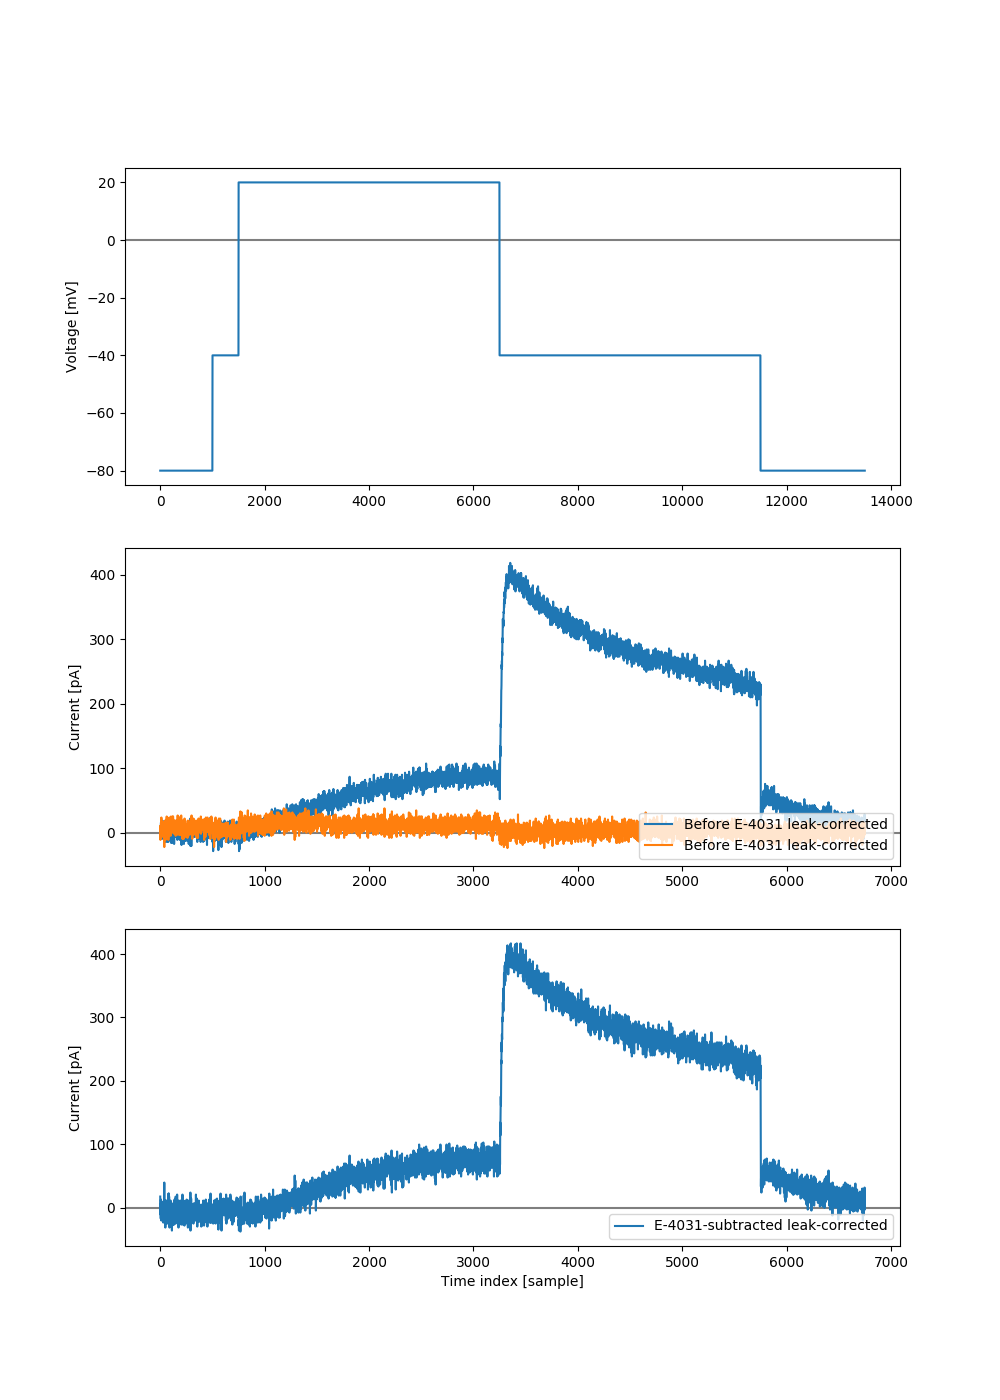 20
0
−20
−40
−60
−80
Voltage [mV]
0 2000 4000 6000 8000 10000 12000 14000
400
300
200
100
0
Current [pA]
Before E-4031 leak-corrected
Before E-4031 leak-corrected
0 1000 2000 3000 4000 5000 6000 7000
400
300
200
100
0
Current [pA]
E-4031-subtracted leak-corrected
0 1000 2000 3000 4000 5000 6000 7000
Time index [sample]